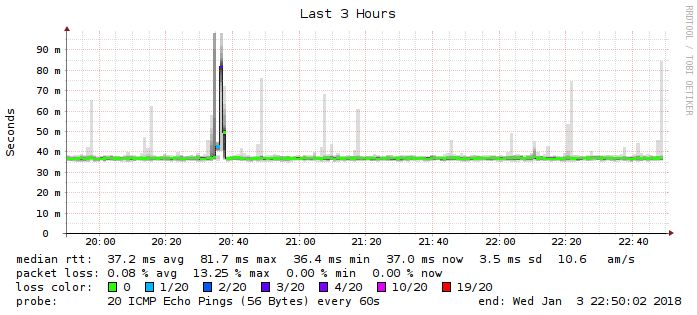 Last 3 Hours
RRDTOOL / TOBI OETIKER
Seconds
90 m
80 m
70 m
60 m
50 m
40 m
30 m
20 m
10 m
0
20:00 20:20 20:40 21:00 21:20 21:40 22:00 22:20 22:40
median rtt: 37.2 ms avg 81.7 ms max 36.4 ms min 37.0 ms now 3.5 ms sd 10.6 am/s
packet loss: 0.08 % avg 13.25 % max 0.00 % min 0.00 % now
loss color: 0 1/20 2/20 3/20 4/20 10/20 19/20
probe: 20 ICMP Echo Pings (56 Bytes) every 60s end: Wed Jan 3 22:50:02 2018